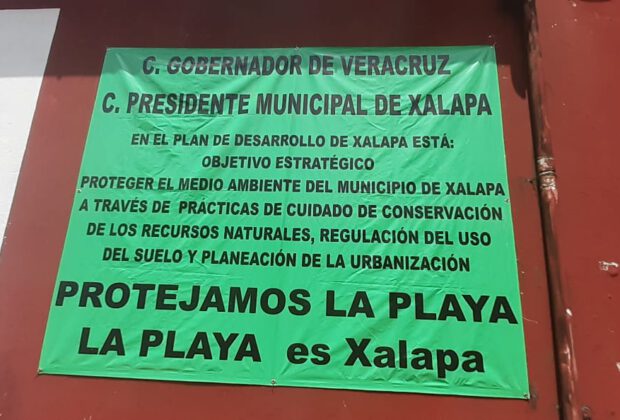 C. GOBERNADOR DE VERACRUZ
C. PRESIDENTE MUNICIPAL DE XALAPA
EN EL PLAN DE DESARROLLO DE XALAPA ESTÁ:
OBJETIVO ESTRATÉGICO
PROTEGER EL MEDIO AMBIENTE DEL MUNICIPIO DE XALAPA
A TRAVÉS DE PRÁCTICAS DE CUIDADO DE CONSERVACIÓN
DE LOS RECURSOS NATURALES, REGULACIÓN DEL USO
DEL SUELO Y PLANEACIÓN DE LA URBANIZACIÓN
PROTEJAMOS LA PLAYA
LA PLAYA es Xalapa